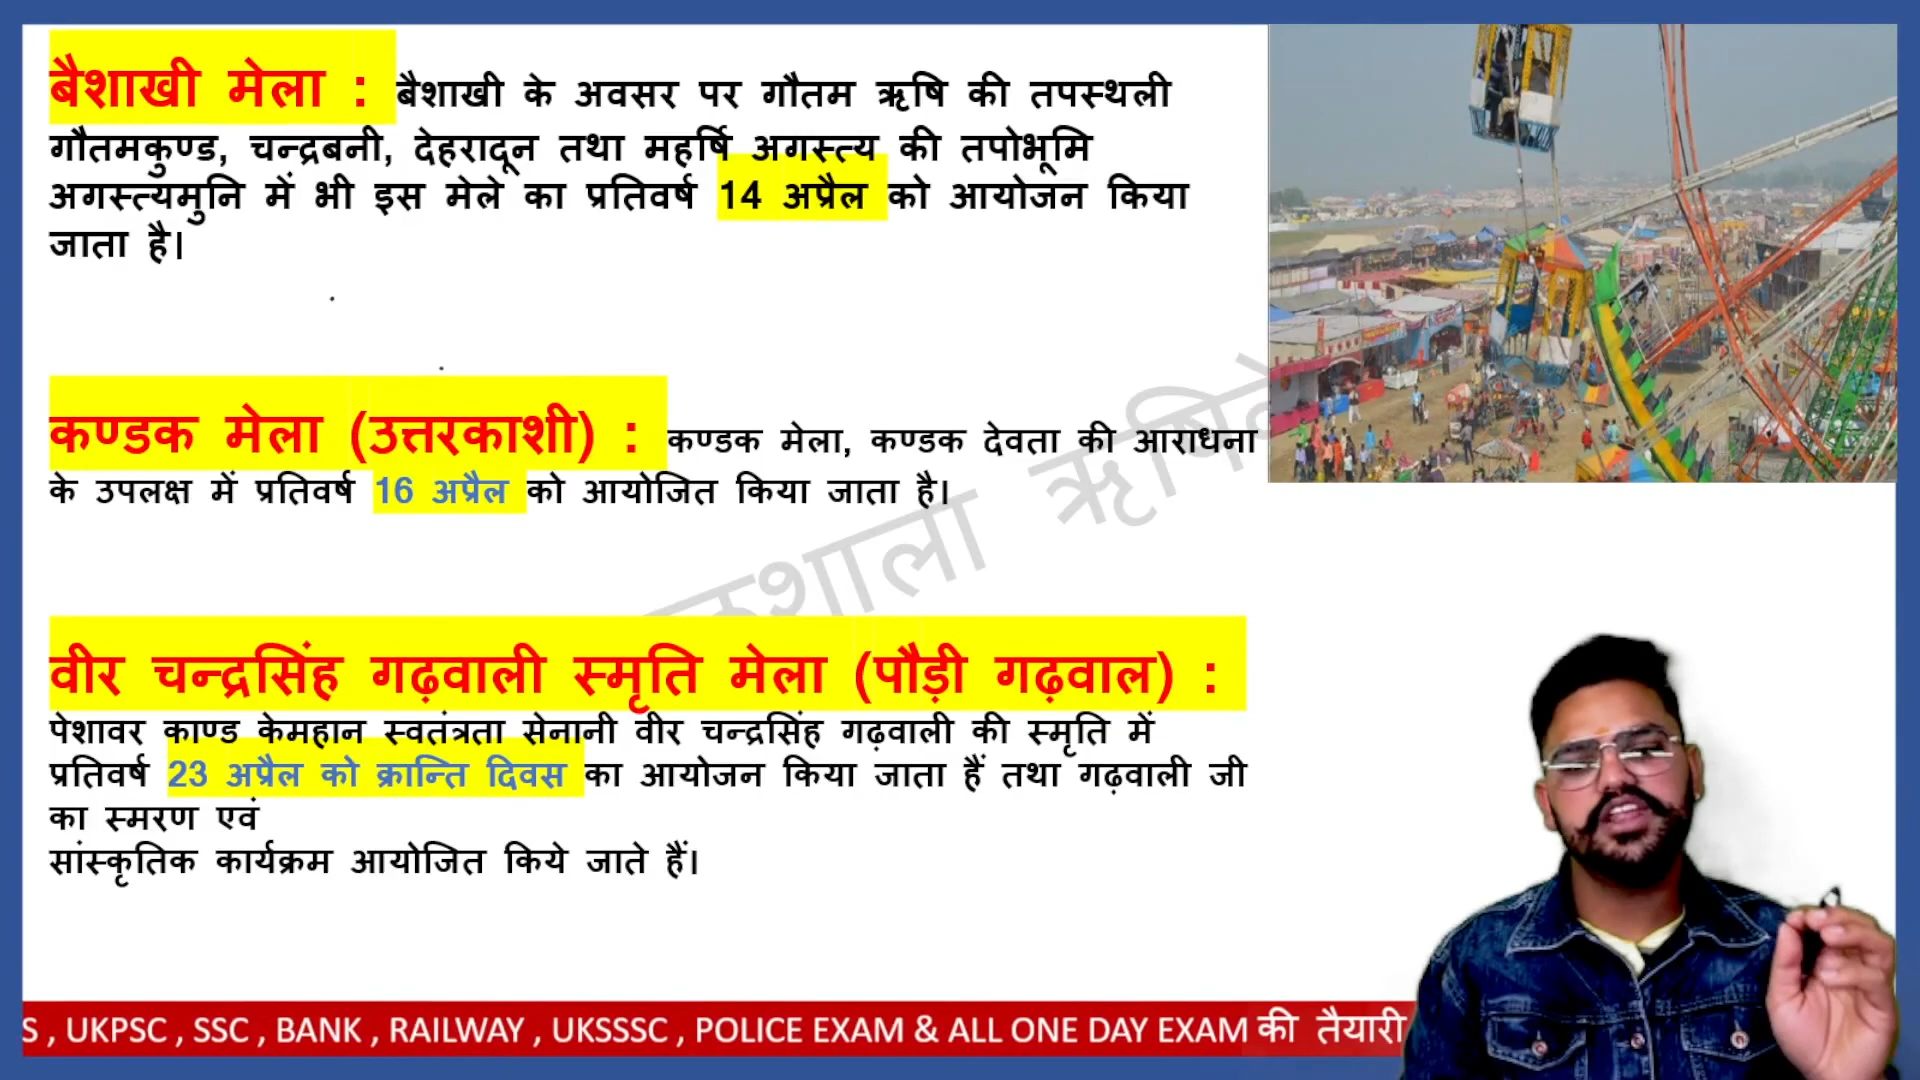 बैशाखी मेला : बैशाखी के अवसर पर गौतम ऋषि की तपस्थली
गौतमकुण्ड, चन्द्रबनी, देहरादून तथा महर्षि अगस्त्य की तपोभूमि
अगस्त्यमुनि में भी इस मेले का प्रतिवर्ष 14 अप्रैल को आयोजन किया
जाता है।
कण्डक मेला (उत्तरकाशी) : कण्डक मेला, कण्डक देवता की आराधना
के उपलक्ष में प्रतिवर्ष 16 अप्रैल को आयोजित किया जाता है।
वीर चन्द्रसिंह गढ़वाली स्मृति मेला (पौड़ी गढ़वाल) :
पेशावर काण्ड केमहान स्वतंत्रता सेनानी वीर चन्द्रसिंह गढ़वाली की स्मृति में
प्रतिवर्ष 23 अप्रैल को क्रान्ति दिवस का आयोजन किया जाता हैं तथा गढ़वाली जी
का स्मरण एवं
सांस्कृतिक कार्यक्रम आयोजित किये जाते हैं।
S , UKPSC , SSC , BANK , RAILWAY , UKSSSC , POLICE EXAM & ALL ONE DAY EXAM की तैयारी